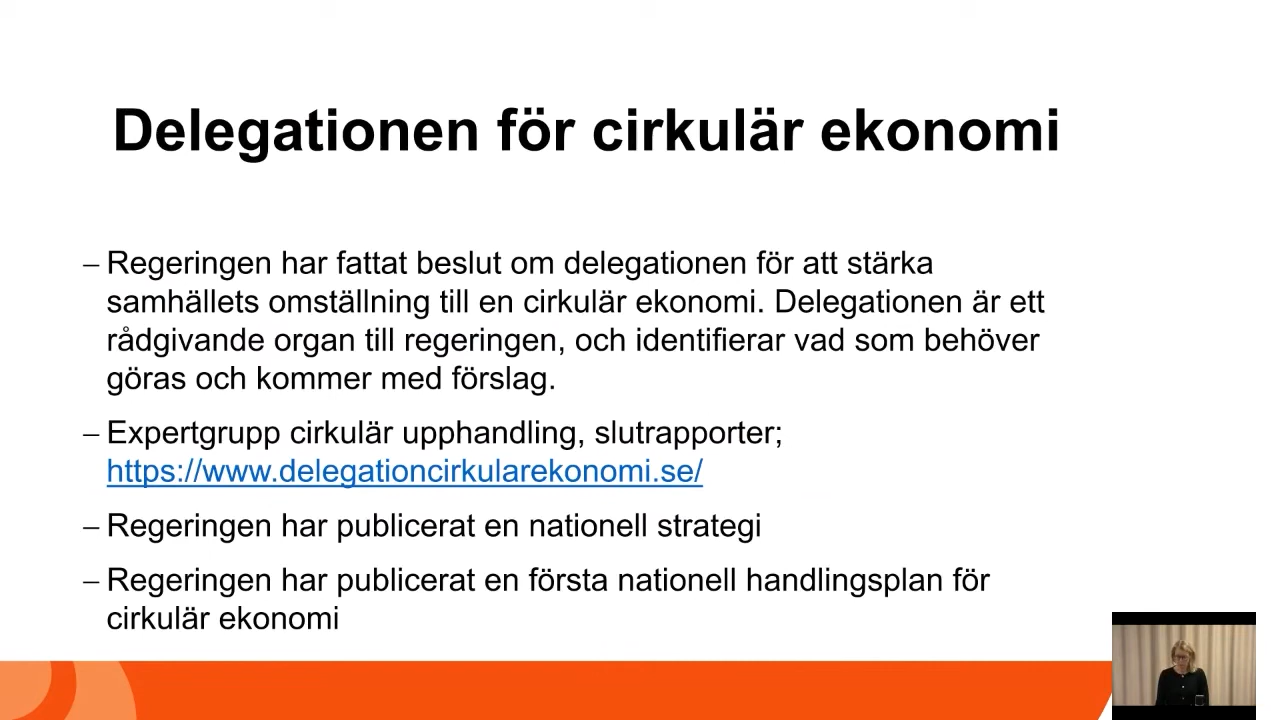 Delegationen för cirkulär ekonomi
– Regeringen har fattat beslut om delegationen för att stärka
samhällets omställning till en cirkulär ekonomi. Delegationen är ett
rådgivande organ till regeringen, och identifierar vad som behöver
göras och kommer med förslag.
– Expertgrupp cirkulär upphandling, slutrapporter;
https://www.delegationcirkularekonomi.se/
– Regeringen har publicerat en nationell strategi
– Regeringen har publicerat en första nationell handlingsplan för
cirkulär ekonomi